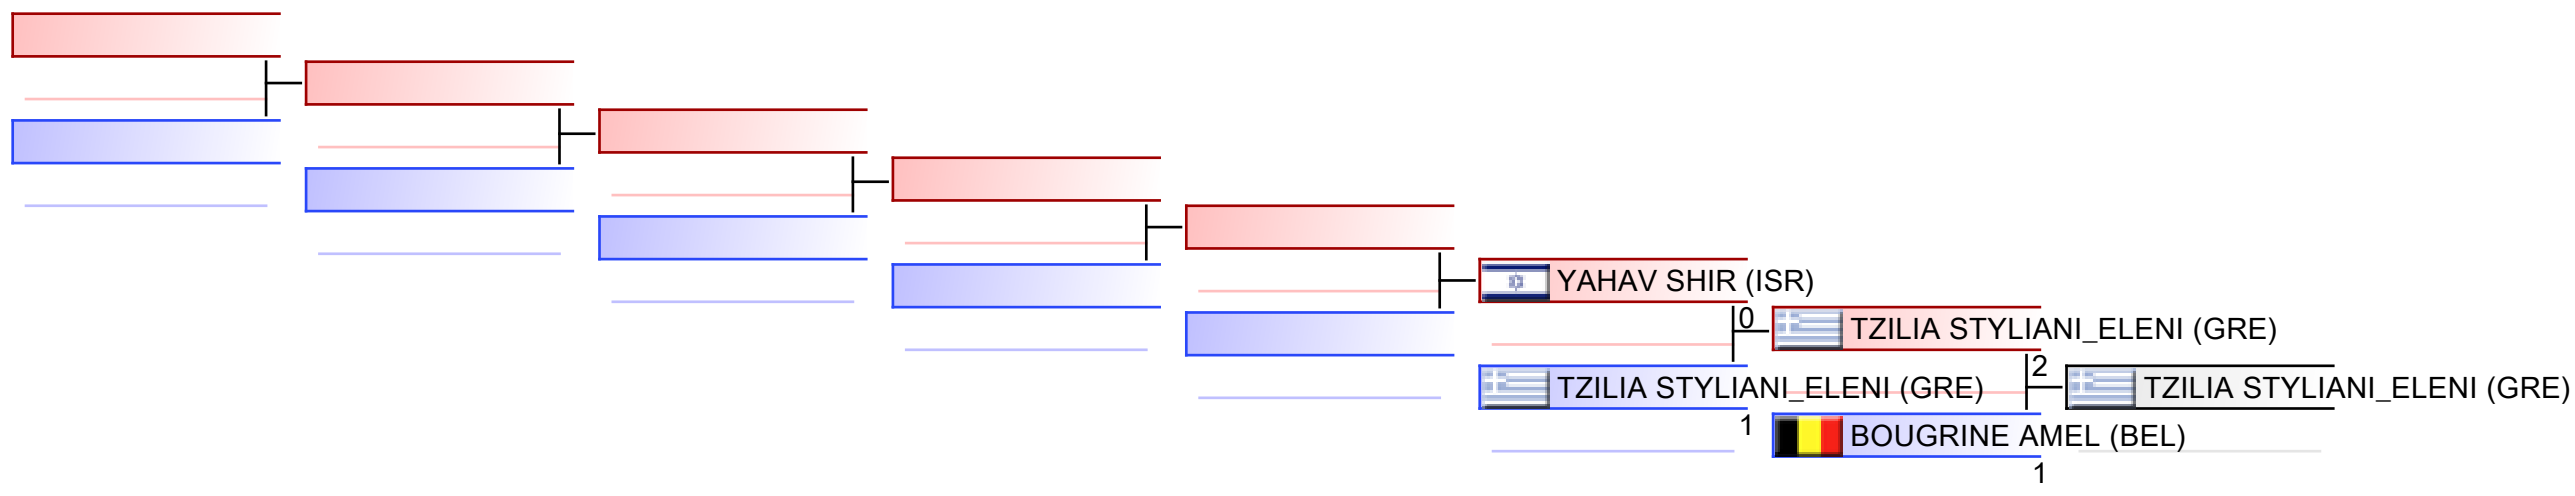 YAHAV SHIR (ISR)
0
TZILIA STYLIANI_ELENI (GRE)
TZILIA STYLIANI_ELENI (GRE)
1
2
TZILIA STYLIANI_ELENI (GRE)
BOUGRINE AMEL (BEL)
1